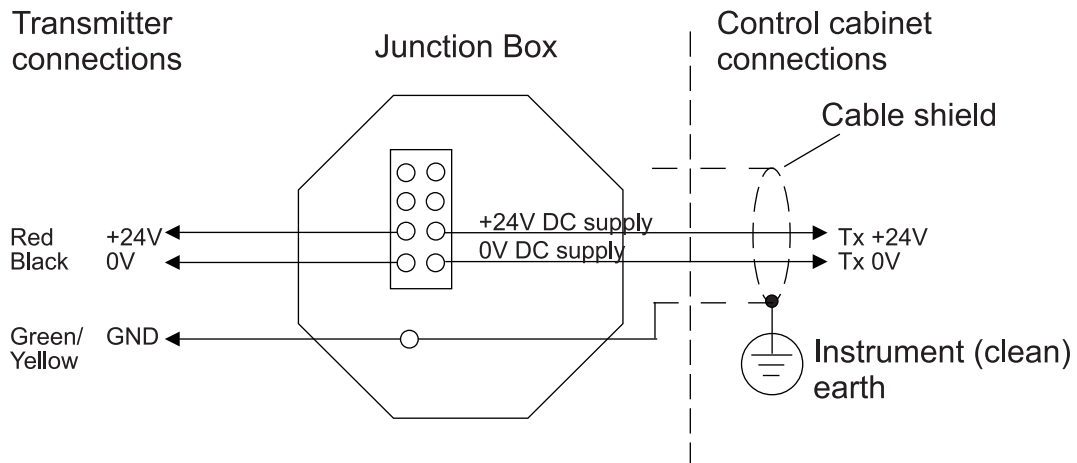 Transmitter
connections
Junction Box
Control cabinet
connections
Cable shield
Red +24V
Black 0V
+24V DC supply
0V DC supply
Tx +24V
Tx 0V
Green/ GND
Yellow
Instrument (clean)
earth